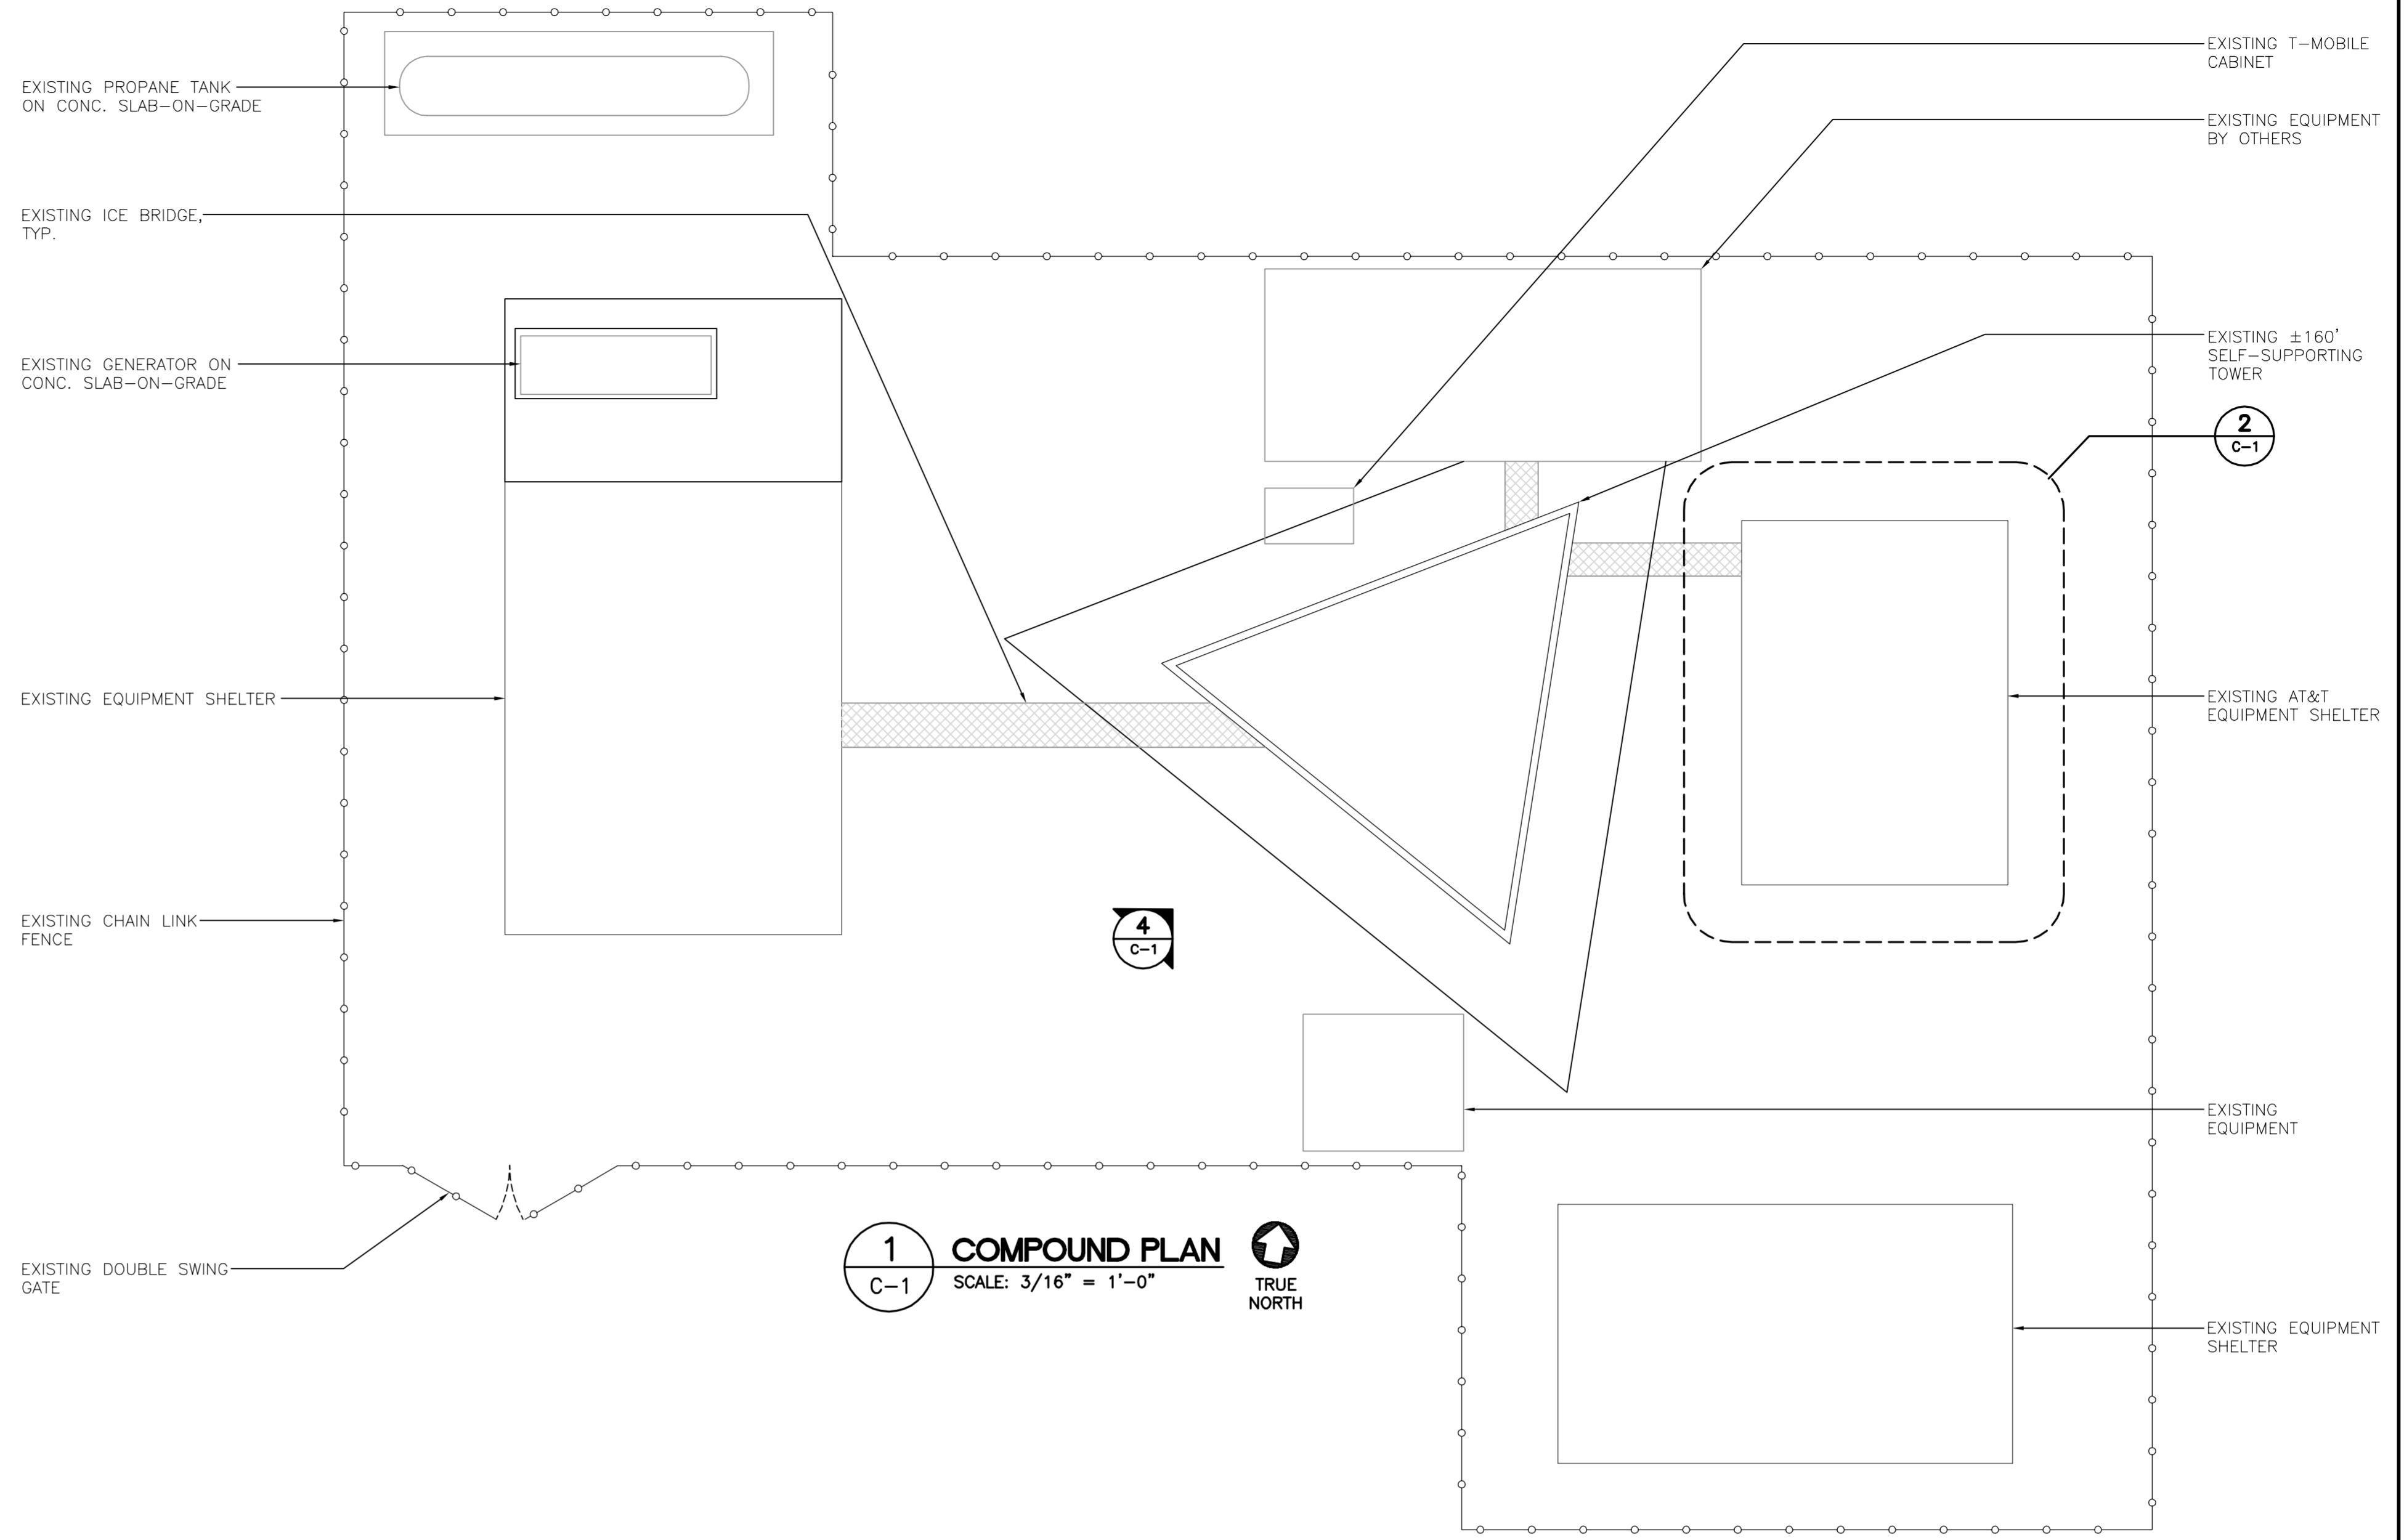 EXISTING PROPANE TANK
ON CONC. SLAB-ON-GRADE
EXISTING ICE BRIDGE,
TYP.
EXISTING GENERATOR ON
CONC. SLAB-ON-GRADE
EXISTING EQUIPMENT SHELTER
EXISTING CHAIN LINK
FENCE
EXISTING DOUBLE SWING
GATE
EXISTING T-MOBILE
CABINET
EXISTING EQUIPMENT
BY OTHERS
EXISTING ±160'
SELF-SUPPORTING
TOWER
2
C-1
EXISTING AT&T
EQUIPMENT SHELTER
4
C-1
EXISTING
EQUIPMENT
EXISTING EQUIPMENT
SHELTER
1
C-1
COMPOUND PLAN
SCALE: 3/16" = 1'-0"
TRUE
NORTH